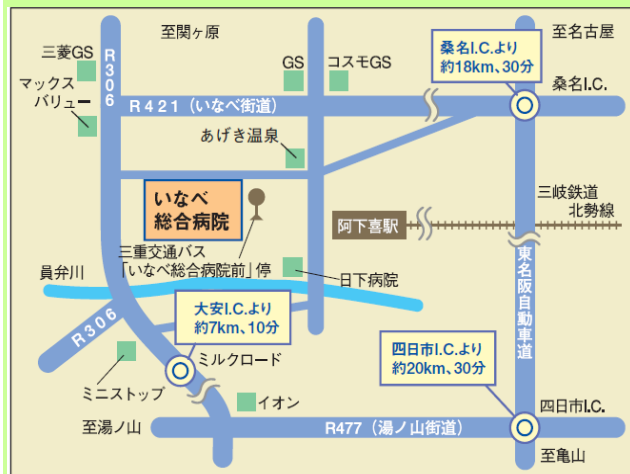 至関ヶ原
至名古屋
三菱GS
R306
GS
コスモGS
桑名I.C.より
約18km、30分
マックス
バリュー
R421（いなべ街道）
桑名I.C.
あげき温泉
いなべ
総合病院
三岐鉄道
北勢線
阿下喜駅
三重交通バス
「いなべ総合病院前」停
員弁川
日下病院
東名阪自動車道
R306
大安I.C.より
約7km、10分
ミルクロード
四日市I.C.より
約20km、30分
ミニストップ
イオン
四日市I.C.
至湯ノ山
R477（湯ノ山街道）
至亀山